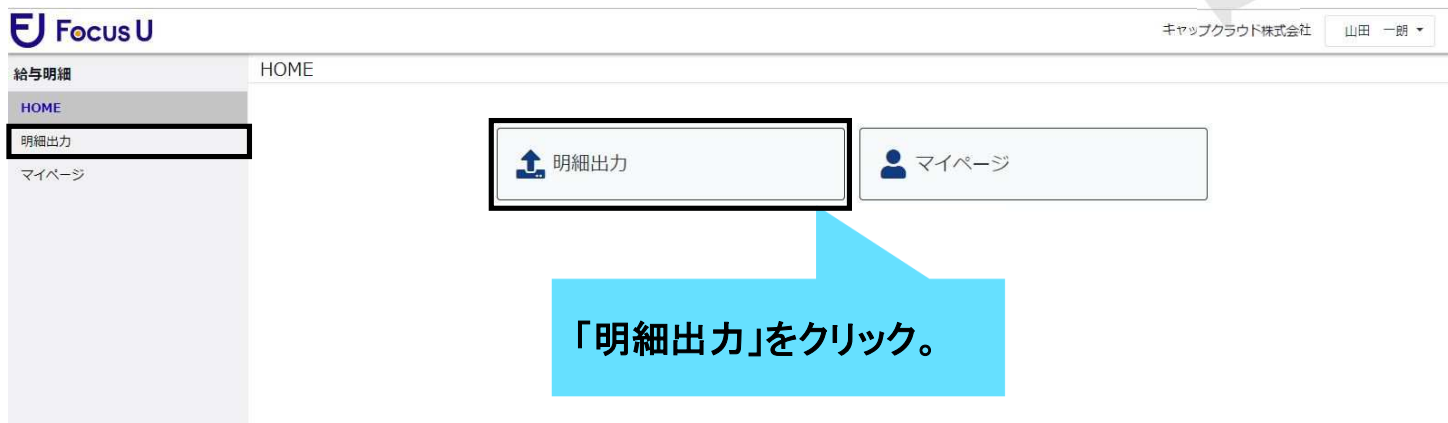 Focus U
キャップクラウド株式会社 山田 一朗
給与明細
HOME
HOME
明細出力
マイページ
明細出力
マイページ
「明細出力」をクリック。